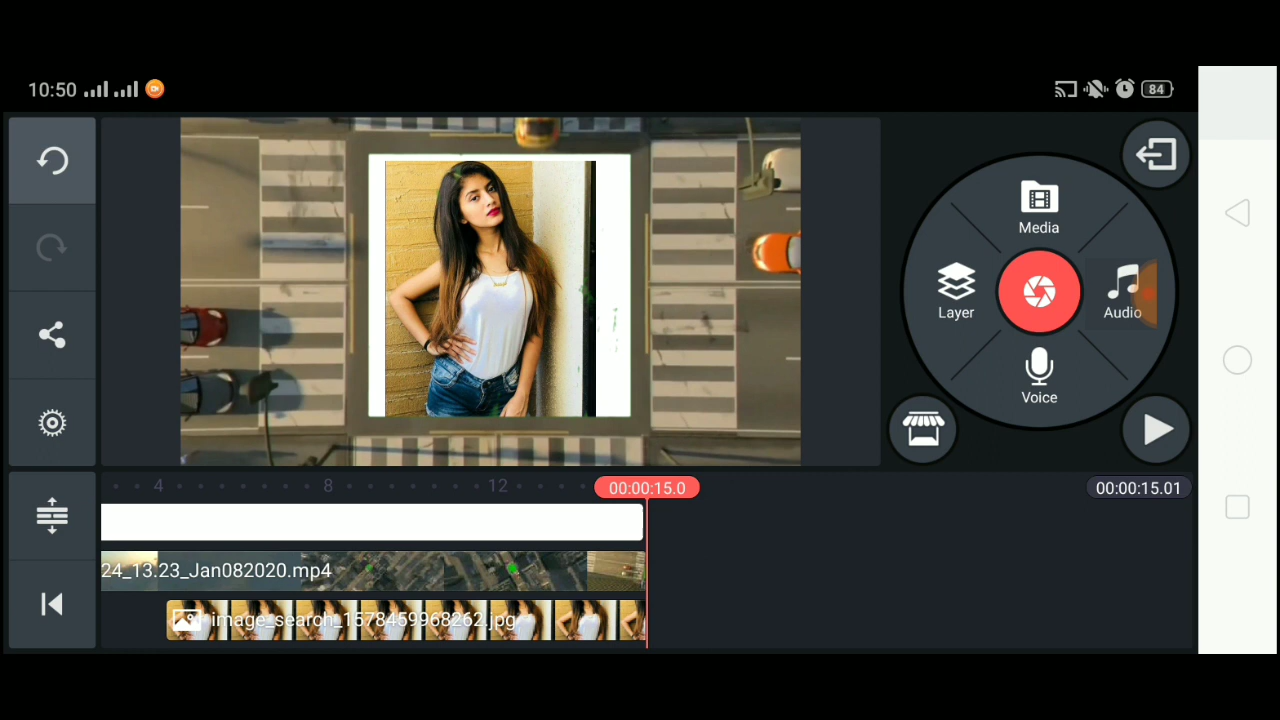 10:50
84
Media
Layer
Audio
Voice
4
8
12
00:00:15.0
00:00:15.01
24_13.23_Jan082020.mp4
image_search_1578459968262.jpg